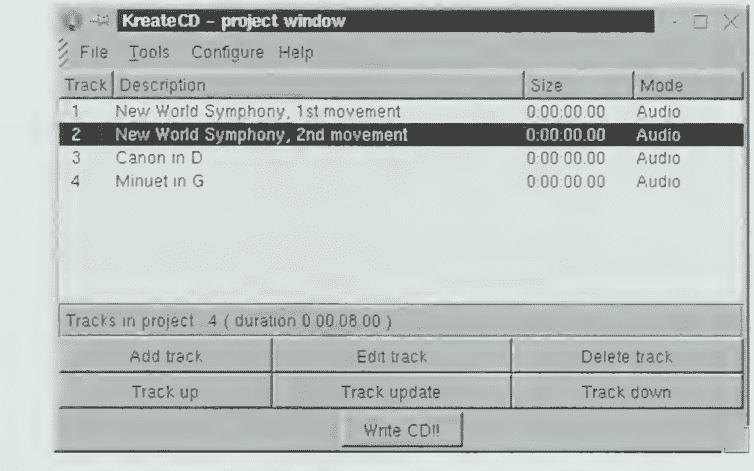 KreateCD – project window
File Tools Configure Help
Track Description Size Mode
1 New World Symphony, 1st movement 0:00:00.00 Audio
2 New World Symphony, 2nd movement 0:00:00.00 Audio
3 Canon in D 0:00:00.00 Audio
4 Minuet in G 0:00:00.00 Audio
Tracks in project : 4 ( duration 0:00:08.00 )
Add track Edit track Delete track
Track up Track update Track down
Write CD!!